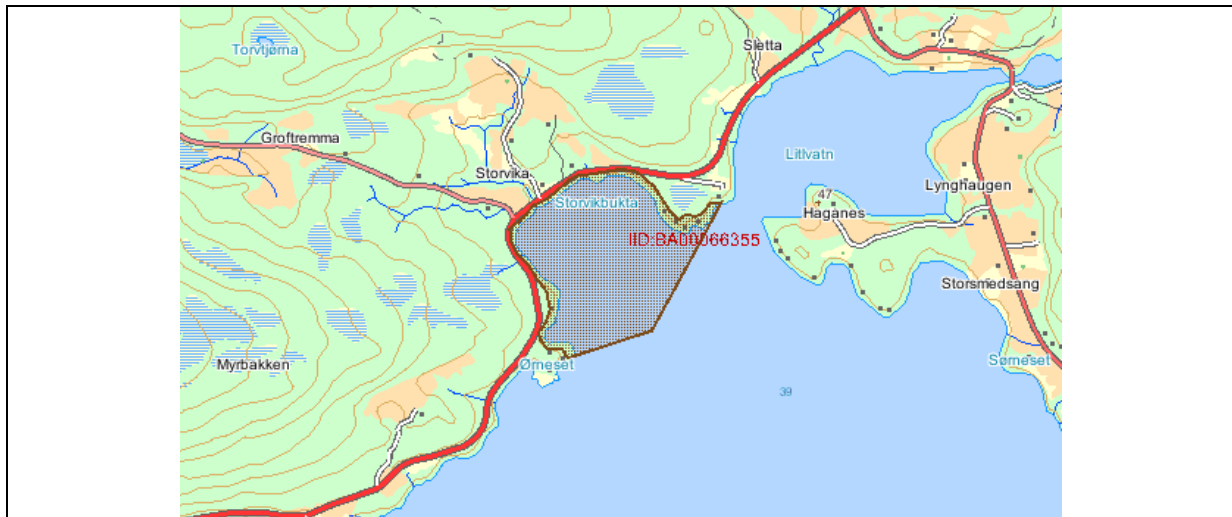 Sletta
Torvtjørna
Groftremma
Litlvatn
Storvika
Lynghaugen
47
Storvikbukta
Haganes
IID:BA00066355
Storsmedsang
Myrbakken
Ørneset
Sørneset
39